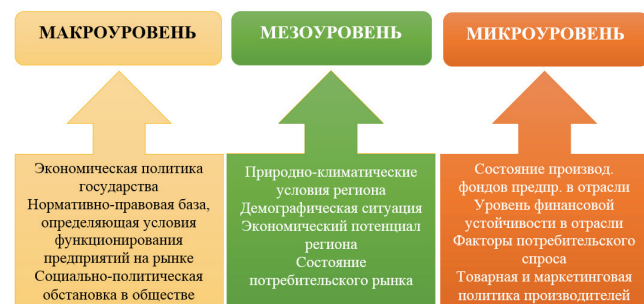 МАКРОУРОВЕНЬ
Экономическая политика
государства
Нормативно-правовая база,
определяющая условия
функционирования
предприятий на рынке
Социально-политическая
обстановка в обществе
МЕЗОУРОВЕНЬ
Природно-климатические
условия региона
Демографическая ситуация
Экономический потенциал
региона
Состояние
потребительского рынка
МИКРОУРОВЕНЬ
Состояние производ.
фондов предпр. в отрасли
Уровень финансовой
устойчивости в отрасли
Факторы потребительского
спроса
Товарная и маркетинговая
политика производителей